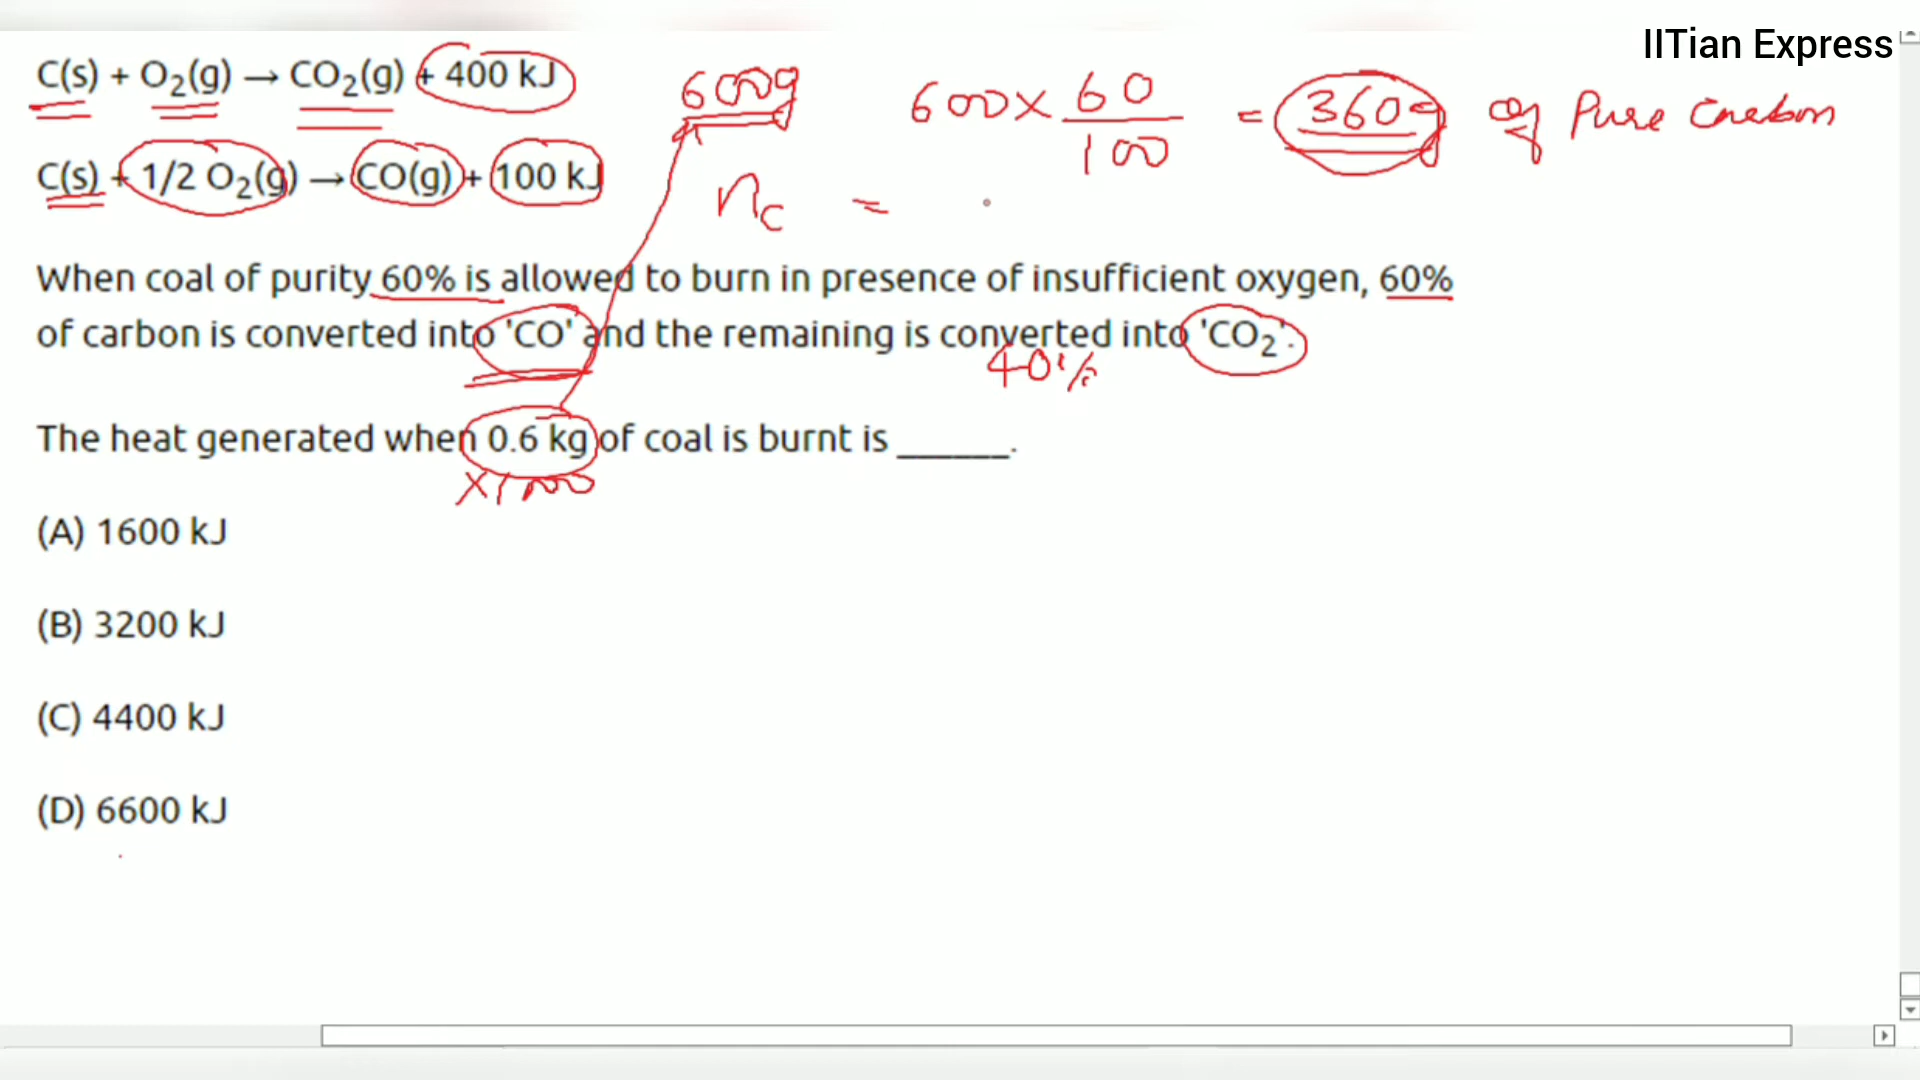 IITian Express
C(s) + O₂(g) → CO₂(g) + 400 kJ
600g 600 x 60/100 = 360g of Pure Carbon
C(s) + 1/2 O₂(g) → CO(g) + 100 kJ
nc =
When coal of purity 60% is allowed to burn in presence of insufficient oxygen, 60%
of carbon is converted into 'CO' and the remaining is converted into 'CO₂'.
40%
The heat generated when 0.6 kg of coal is burnt is ______.
x1000
(A) 1600 kJ
(B) 3200 kJ
(C) 4400 kJ
(D) 6600 kJ